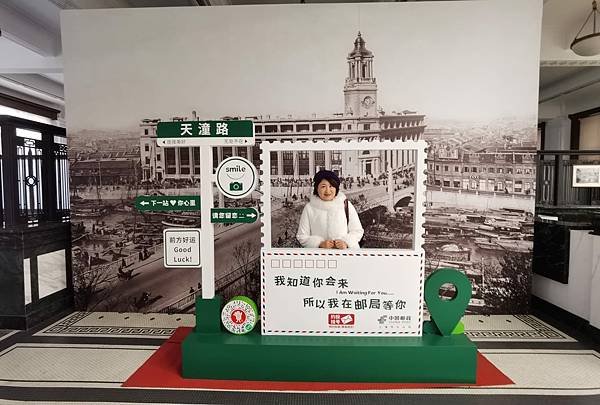 天潼路
smile
下一站♥你心里
请您留恋
前方好运
Good
Luck!
我知道你会来
I am Waiting For You....
所以我在邮局等你
中国邮政